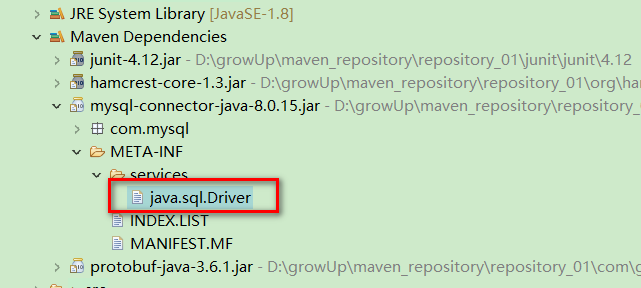 JRE System Library [JavaSE-1.8]
Maven Dependencies
junit-4.12.jar - D:\growUp\maven_repository\repository_01\junit\junit\4.12
hamcrest-core-1.3.jar - D:\growUp\maven_repository\repository_01\org\ham
mysql-connector-java-8.0.15.jar - D:\growUp\maven_repository\repository_
com.mysql
META-INF
services
java.sql.Driver
INDEX.LIST
MANIFEST.MF
protobuf-java-3.6.1.jar - D:\growUp\maven_repository\repository_01\com\g